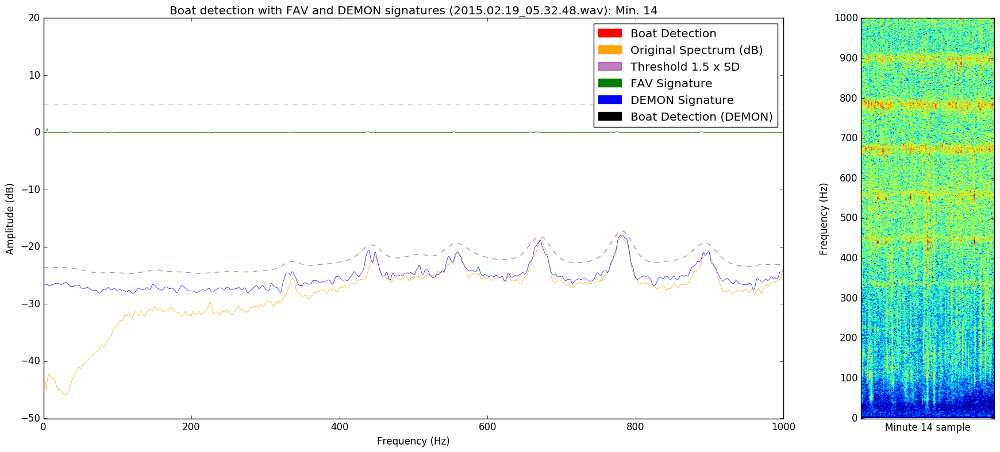 Boat detection with FAV and DEMON signatures (2015.02.19_05.32.48.wav): Min. 14
20
10
0
−10
−20
−30
−40
−50
Amplitude (dB)
0
200
400
600
800
1000
Frequency (Hz)
Boat Detection
Original Spectrum (dB)
Threshold 1.5 x SD
FAV Signature
DEMON Signature
Boat Detection (DEMON)
1000
900
800
700
600
500
400
300
200
100
0
Frequency (Hz)
Minute 14 sample